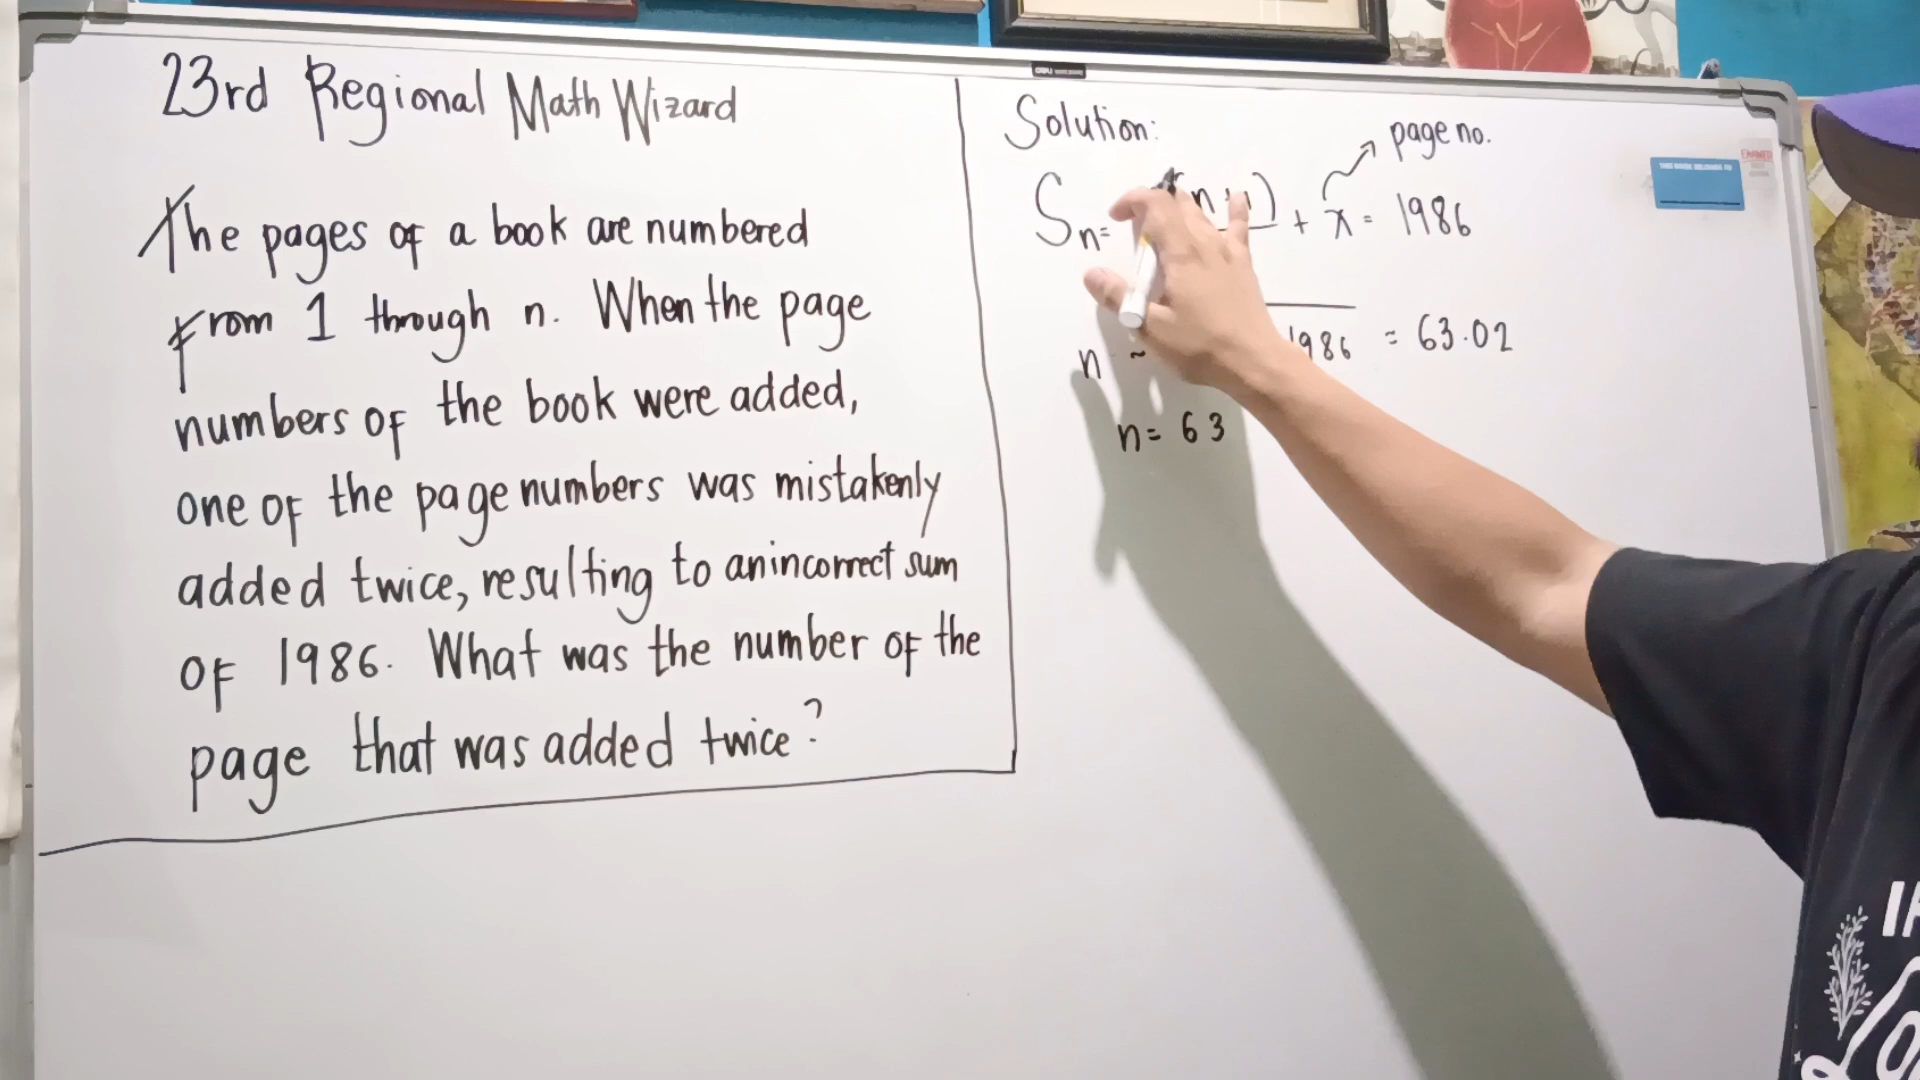 23rd Regional Math Wizard
The pages of a book are numbered
from 1 through n. When the page
numbers of the book were added,
one of the page numbers was mistakenly
added twice, resulting to an incorrect sum
of 1986. What was the number of the
page that was added twice?
Solution:
page no.
Sn= (n+1) + x = 1986
n ~ 1986 = 63.02
n = 63